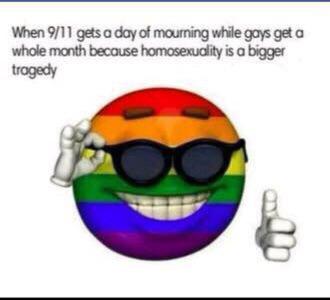 When 9/11 gets a day of mourning while gays get a
whole month because homosexuality is a bigger
tragedy